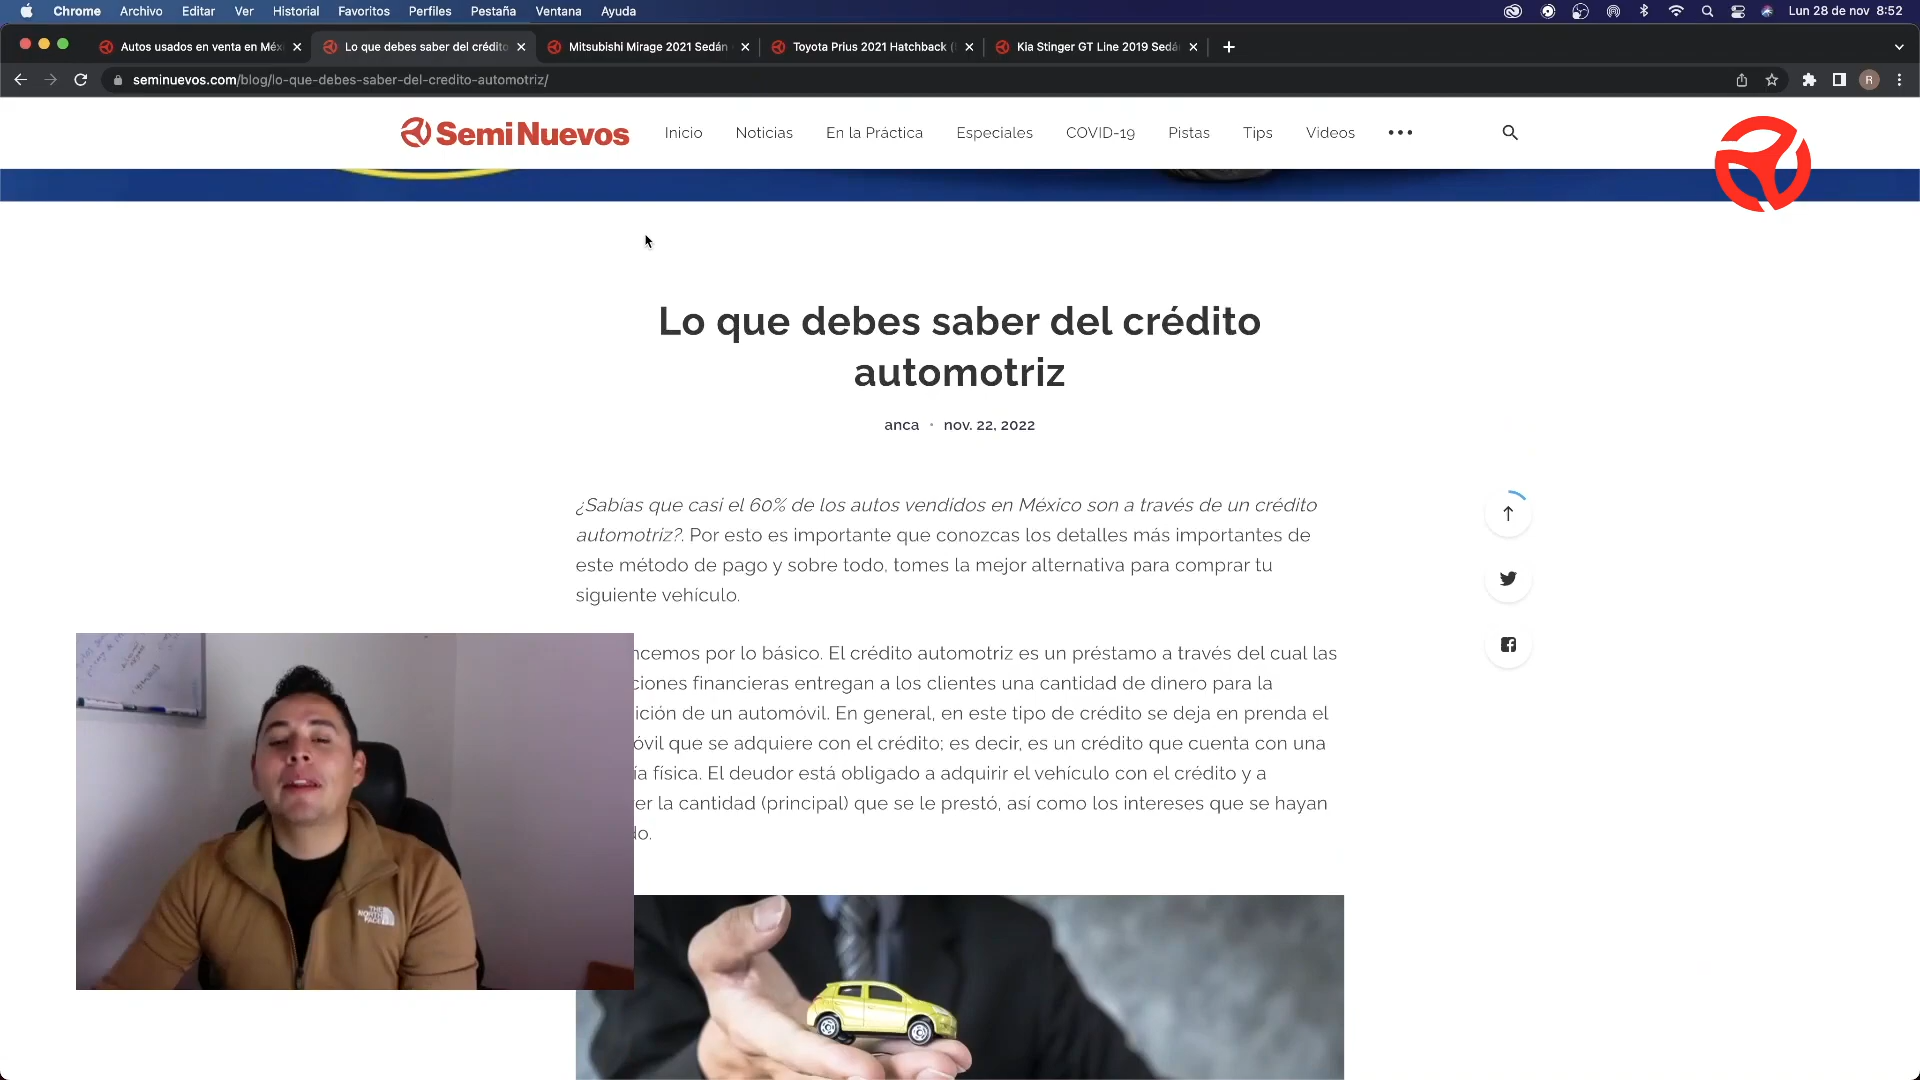 Chrome Archivo Editar Ver Historial Favoritos Perfiles Pestaña Ventana Ayuda Lun 28 de nov 8:52
Autos usados en venta en Méxi
Lo que debes saber del crédito
Mitsubishi Mirage 2021 Sedán
Toyota Prius 2021 Hatchback (
Kia Stinger GT Line 2019 Sedá
seminuevos.com/blog/lo-que-debes-saber-del-credito-automotriz/
R
SemiNuevos
Inicio Noticias En la Práctica Especiales COVID-19 Pistas Tips Videos
Lo que debes saber del crédito
automotriz
anca • nov. 22, 2022
¿Sabías que casi el 60% de los autos vendidos en México son a través de un crédito
automotriz?. Por esto es importante que conozcas los detalles más importantes de
este método de pago y sobre todo, tomes la mejor alternativa para comprar tu
siguiente vehículo.
ncemos por lo básico. El crédito automotriz es un préstamo a través del cual las
ciones financieras entregan a los clientes una cantidad de dinero para la
ición de un automóvil. En general, en este tipo de crédito se deja en prenda el
óvil que se adquiere con el crédito; es decir, es un crédito que cuenta con una
ía física. El deudor está obligado a adquirir el vehículo con el crédito y a
er la cantidad (principal) que se le prestó, así como los intereses que se hayan
do.
THE
NORTH
FACE